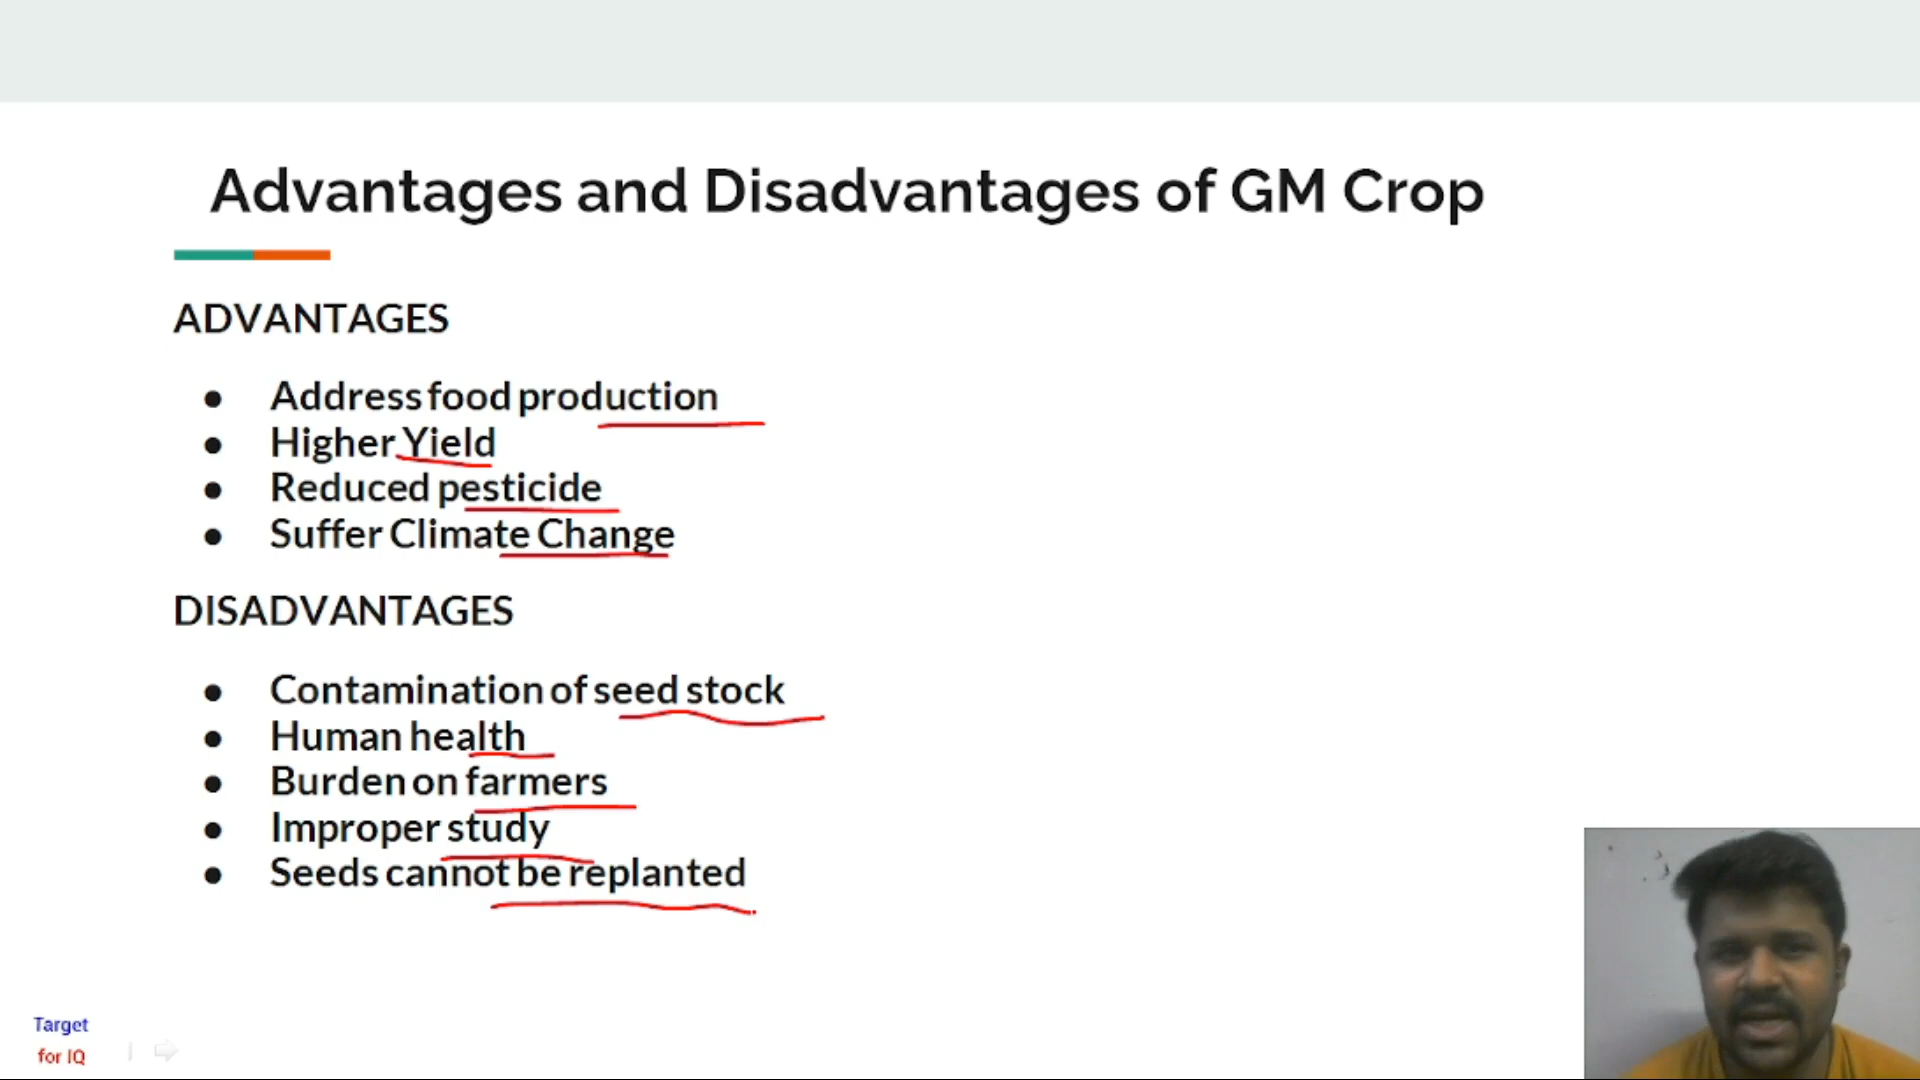 Advantages and Disadvantages of GM Crop
ADVANTAGES
● Address food production
● Higher Yield
● Reduced pesticide
● Suffer Climate Change
DISADVANTAGES
● Contamination of seed stock
● Human health
● Burden on farmers
● Improper study
● Seeds cannot be replanted
Target
for IQ